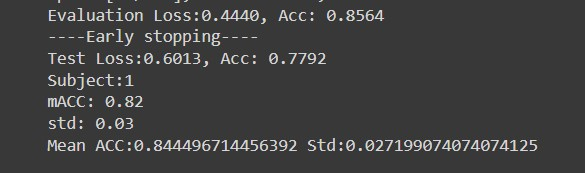 Evaluation Loss:0.4440, Acc: 0.8564
----Early stopping----
Test Loss:0.6013, Acc: 0.7792
Subject:1
mACC: 0.82
std: 0.03
Mean ACC:0.844496714456392 Std:0.027199074074074125